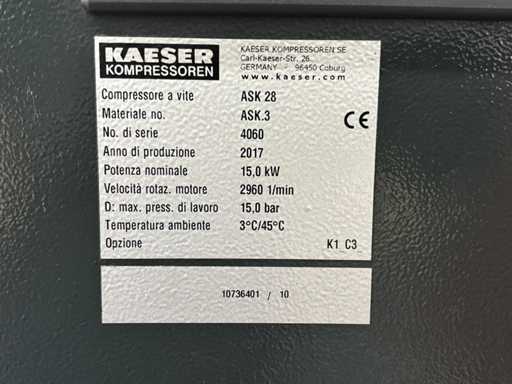 KAESER
KOMPRESSOREN
KAESER KOMPRESSOREN SE
Carl-Kaeser-Str. 26
GERMANY - 96450 Coburg
www.kaeser.com
Compressore a vite ASK 28
Materiale no. ASK.3
No. di serie 4060
Anno di produzione 2017
Potenza nominale 15,0 kW
Velocità rotaz. motore 2960 1/min
D: max. press. di lavoro 15,0 bar
Temperatura ambiente 3°C/45°C
Opzione K1 C3
CE
10736401 / 10